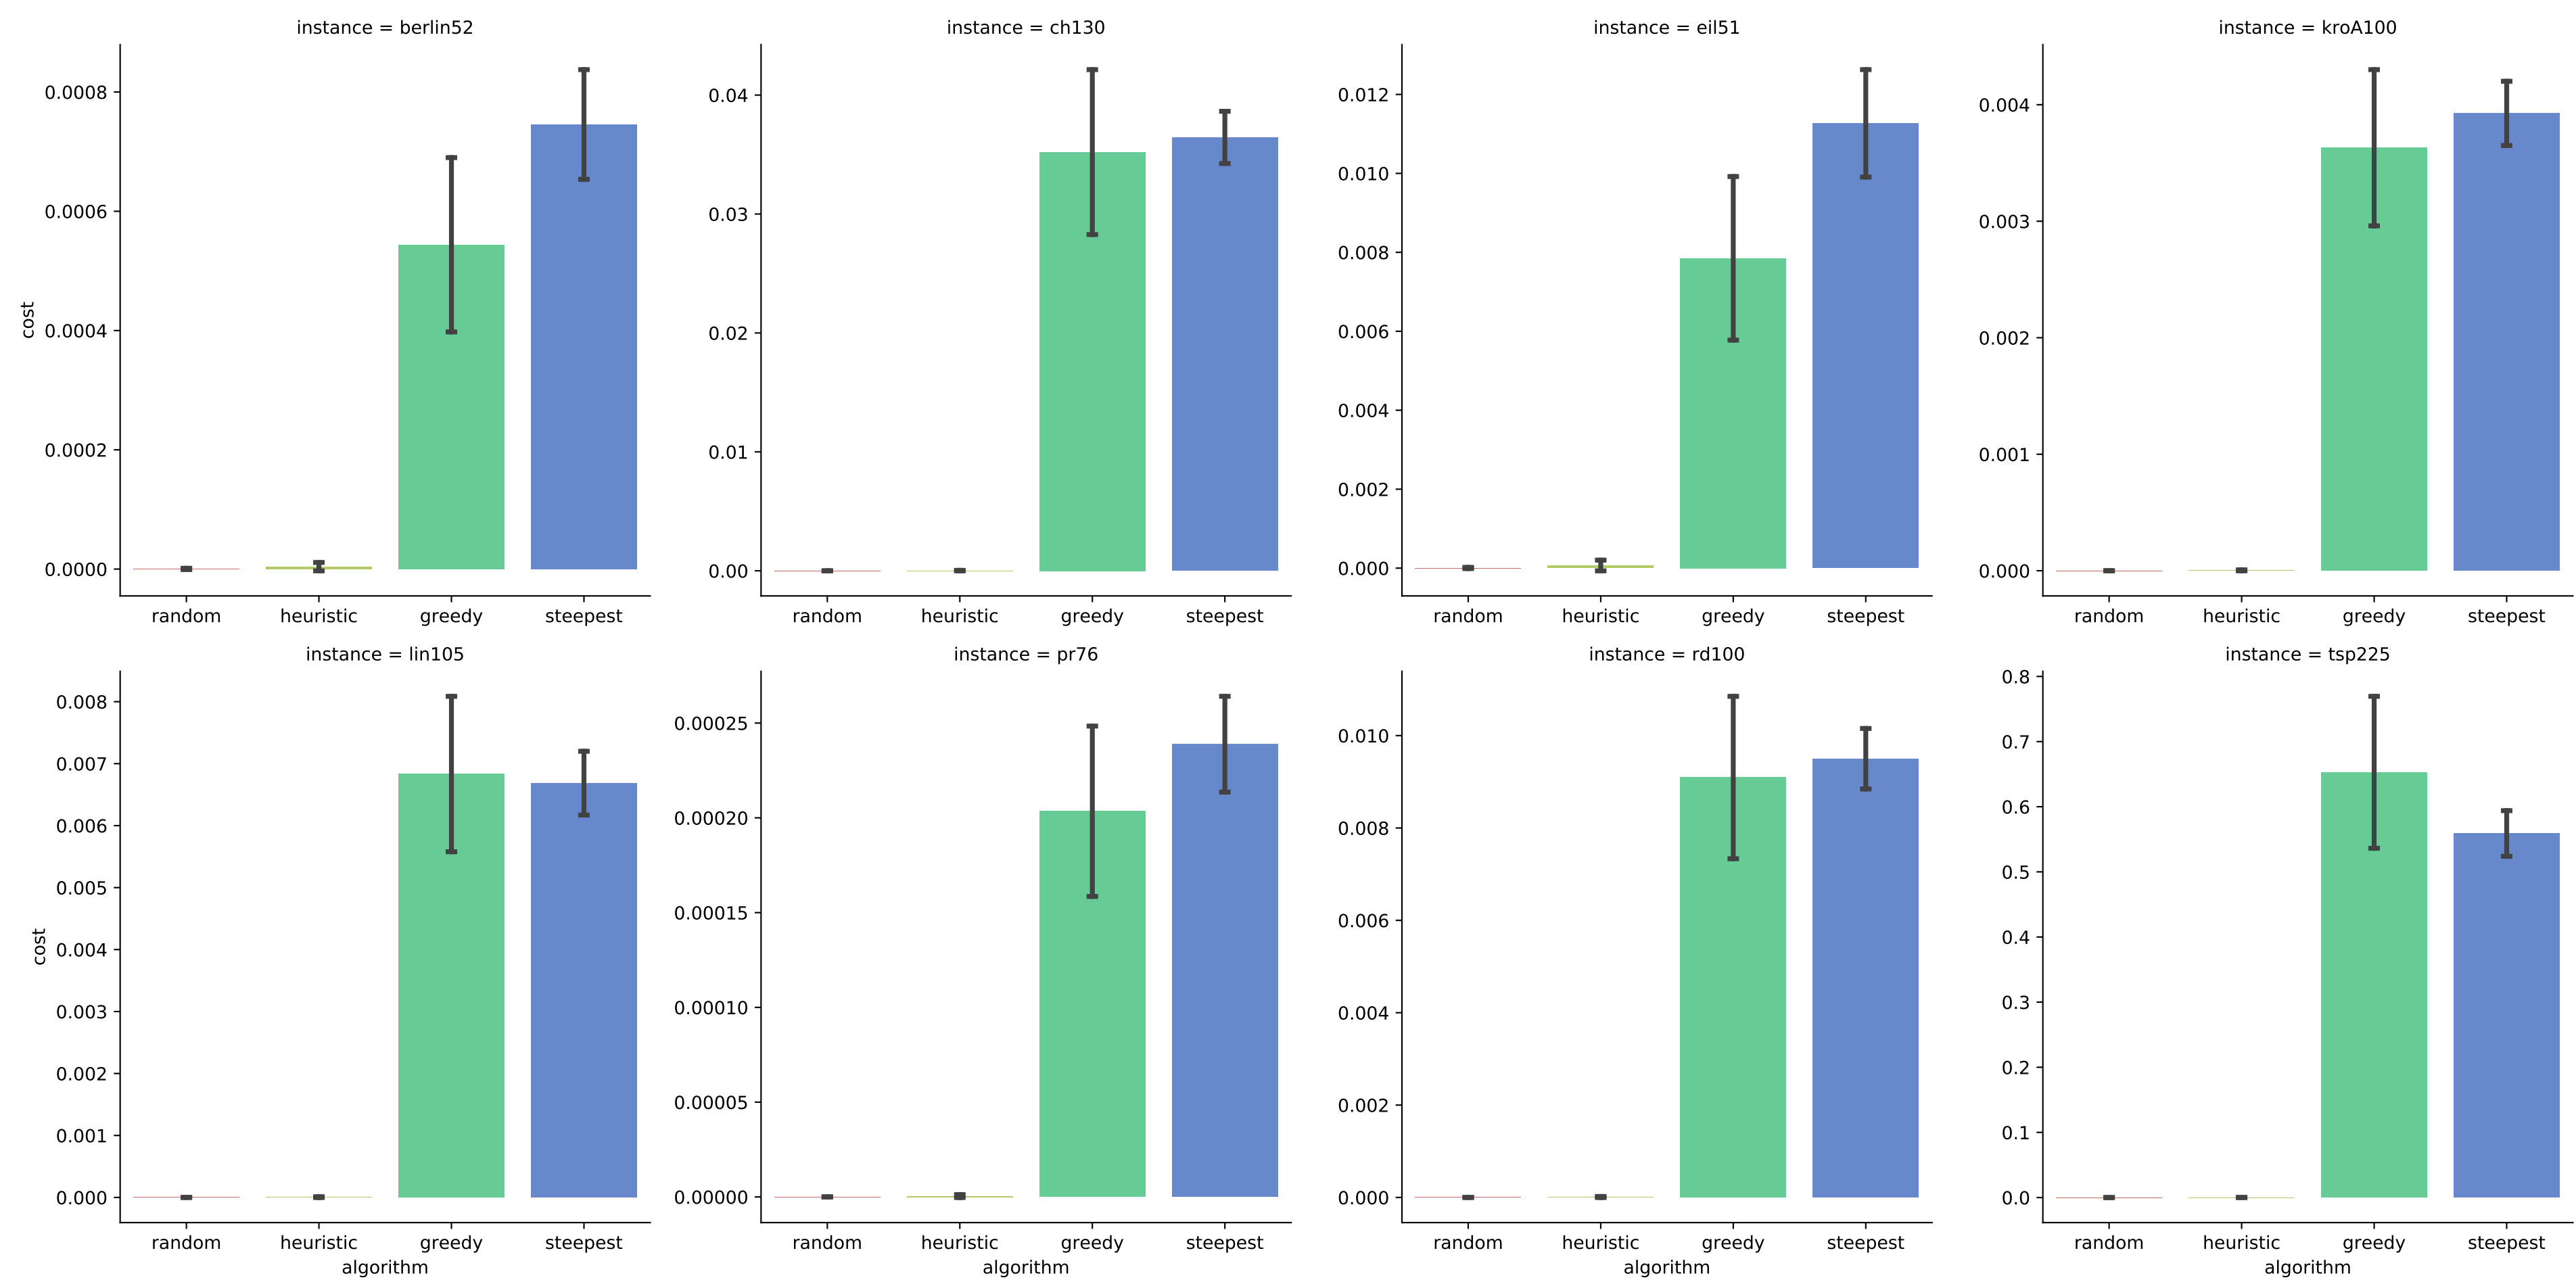 instance = berlin52
0.0008
0.0006
0.0004
0.0002
0.0000
cost
random heuristic greedy steepest
instance = ch130
0.04
0.03
0.02
0.01
0.00
random heuristic greedy steepest
instance = eil51
0.012
0.010
0.008
0.006
0.004
0.002
0.000
random heuristic greedy steepest
instance = kroA100
0.004
0.003
0.002
0.001
0.000
random heuristic greedy steepest
instance = lin105
0.008
0.007
0.006
0.005
0.004
0.003
0.002
0.001
0.000
cost
random heuristic greedy steepest
algorithm
instance = pr76
0.00025
0.00020
0.00015
0.00010
0.00005
0.00000
random heuristic greedy steepest
algorithm
instance = rd100
0.010
0.008
0.006
0.004
0.002
0.000
random heuristic greedy steepest
algorithm
instance = tsp225
0.8
0.7
0.6
0.5
0.4
0.3
0.2
0.1
0.0
random heuristic greedy steepest
algorithm